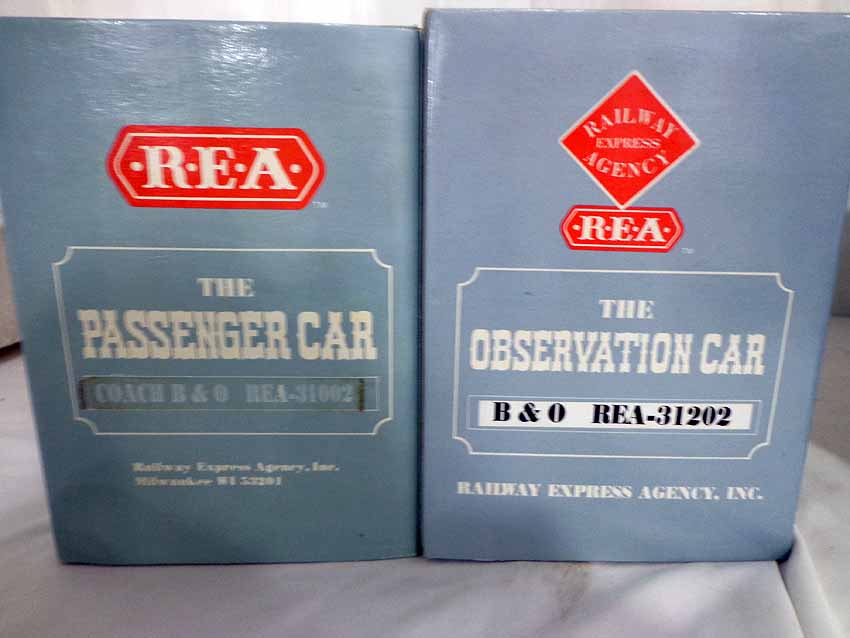 R·E·A
TM
THE
PASSENGER CAR
COACH B & O REA-31002
Railway Express Agency, Inc.
Milwaukee WI 53201
RAILWAY
EXPRESS
AGENCY
R·E·A
TM
THE
OBSERVATION CAR
B & O REA-31202
RAILWAY EXPRESS AGENCY, INC.